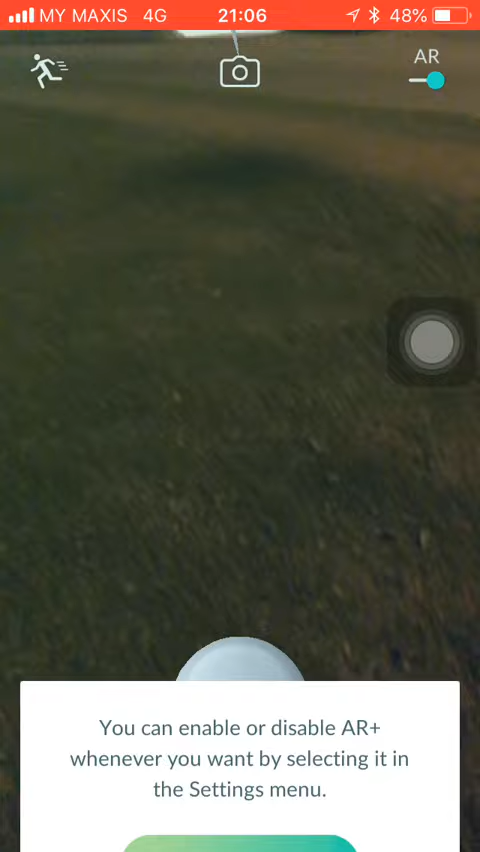 MY MAXIS 4G 21:06 48%
AR
You can enable or disable AR+
whenever you want by selecting it in
the Settings menu.